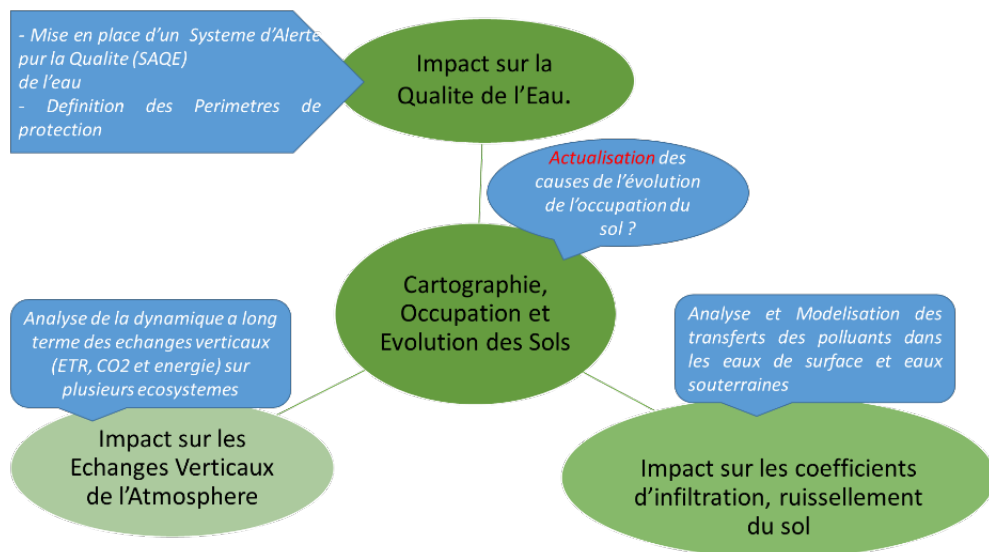 - Mise en place d'un Systeme d'Alerte
pur la Qualite (SAQE)
de l'eau
- Definition des Perimetres de
protection
Impact sur la
Qualite de l'Eau.
Actualisation des
causes de l'évolution
de l'occupation du
sol ?
Cartographie,
Occupation et
Evolution des Sols
Analyse de la dynamique a long
terme des echanges verticaux
(ETR, CO2 et energie) sur
plusieurs ecosystemes
Analyse et Modelisation des
transferts des polluants dans
les eaux de surface et eaux
souterraines
Impact sur les
Echanges Verticaux
de l'Atmosphere
Impact sur les coefficients
d'infiltration, ruissellement
du sol